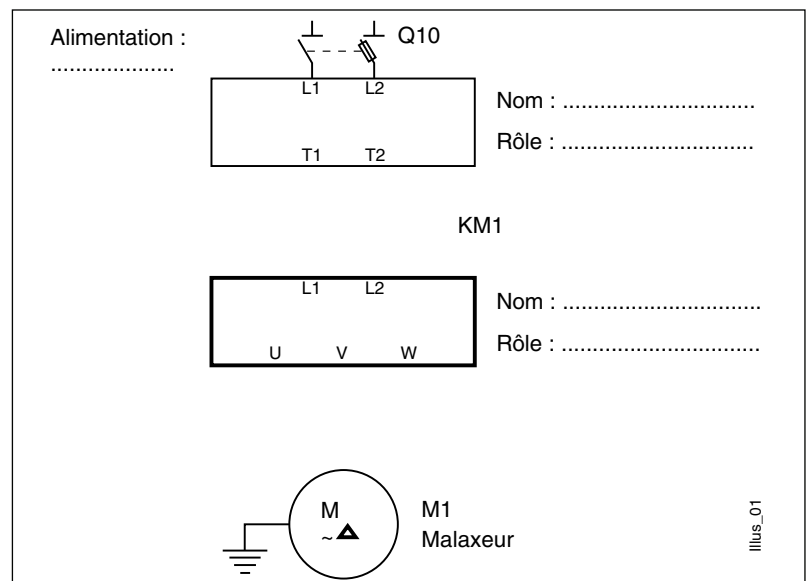 Alimentation :
...................
Q10
L1 L2
T1 T2
Nom : ...............................
Rôle : ...............................
KM1
L1 L2
U V W
Nom : ................................
Rôle : ................................
M
~
M1
Malaxeur
Illus_01